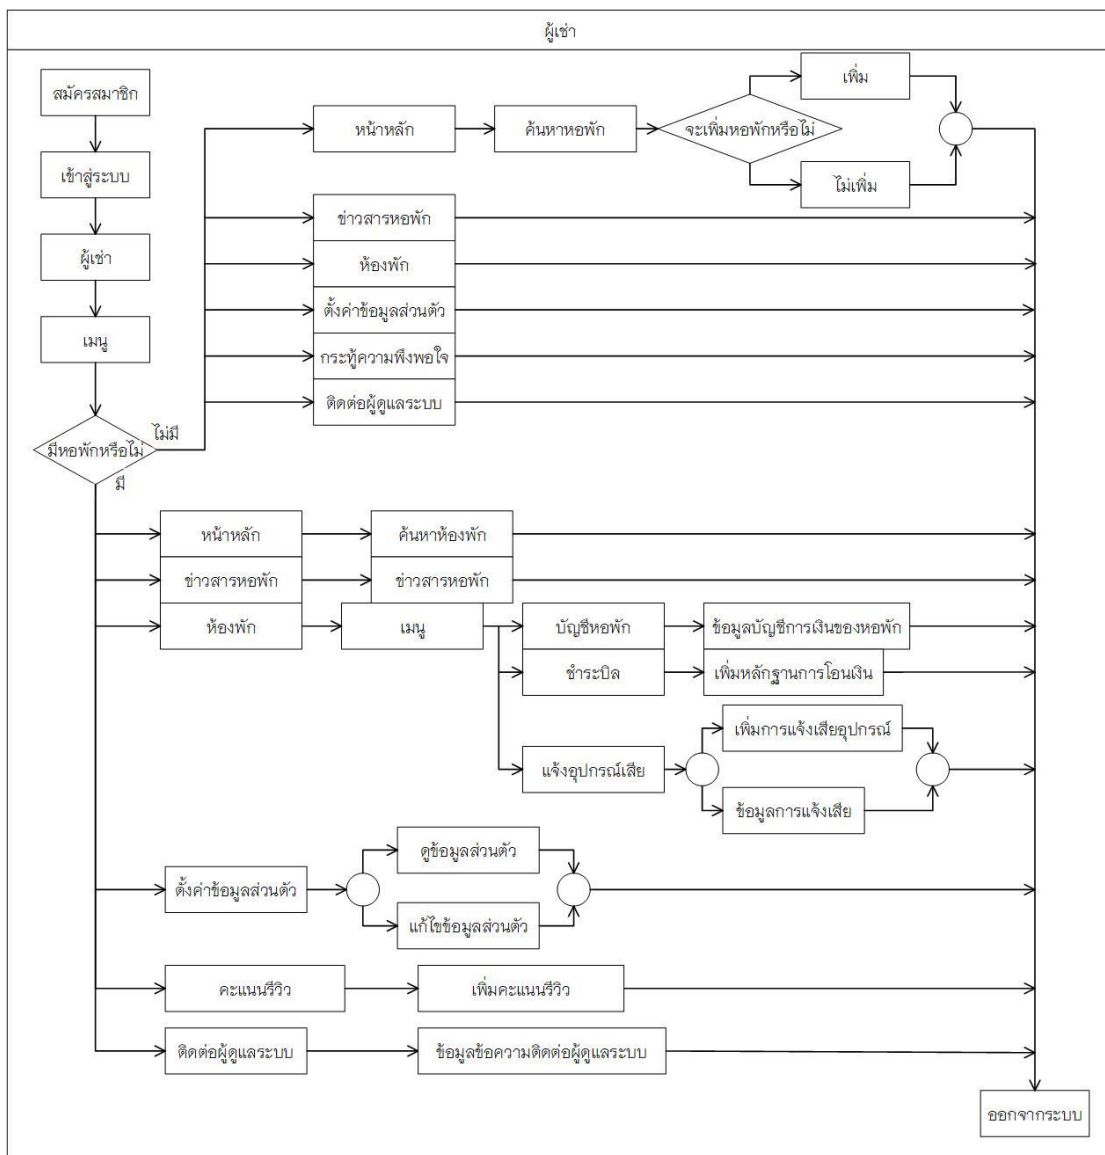 ผู้เช่า
สมัครสมาชิก
เข้าสู่ระบบ
ผู้เช่า
เมนู
มีหอพักหรือไม่
ไม่มี
มี
หน้าหลัก
ค้นหาหอพัก
จะเพิ่มหอพักหรือไม่
เพิ่ม
ไม่เพิ่ม
ข่าวสารหอพัก
ห้องพัก
ตั้งค่าข้อมูลส่วนตัว
กระทู้ความพึงพอใจ
ติดต่อผู้ดูแลระบบ
หน้าหลัก
ค้นหาห้องพัก
ข่าวสารหอพัก
ข่าวสารหอพัก
ห้องพัก
เมนู
บัญชีหอพัก
ข้อมูลบัญชีการเงินของหอพัก
ชำระบิล
เพิ่มหลักฐานการโอนเงิน
แจ้งอุปกรณ์เสีย
เพิ่มการแจ้งเสียอุปกรณ์
ข้อมูลการแจ้งเสีย
ตั้งค่าข้อมูลส่วนตัว
ดูข้อมูลส่วนตัว
แก้ไขข้อมูลส่วนตัว
คะแนนรีวิว
เพิ่มคะแนนรีวิว
ติดต่อผู้ดูแลระบบ
ข้อมูลข้อความติดต่อผู้ดูแลระบบ
ออกจากระบบ